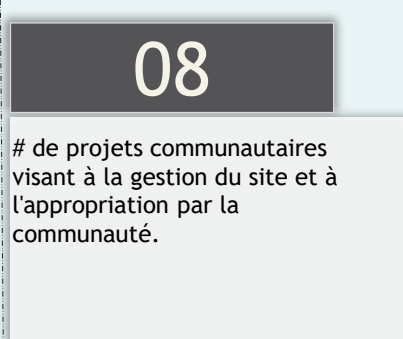 08
# de projets communautaires
visant à la gestion du site et à
l'appropriation par la
communauté.